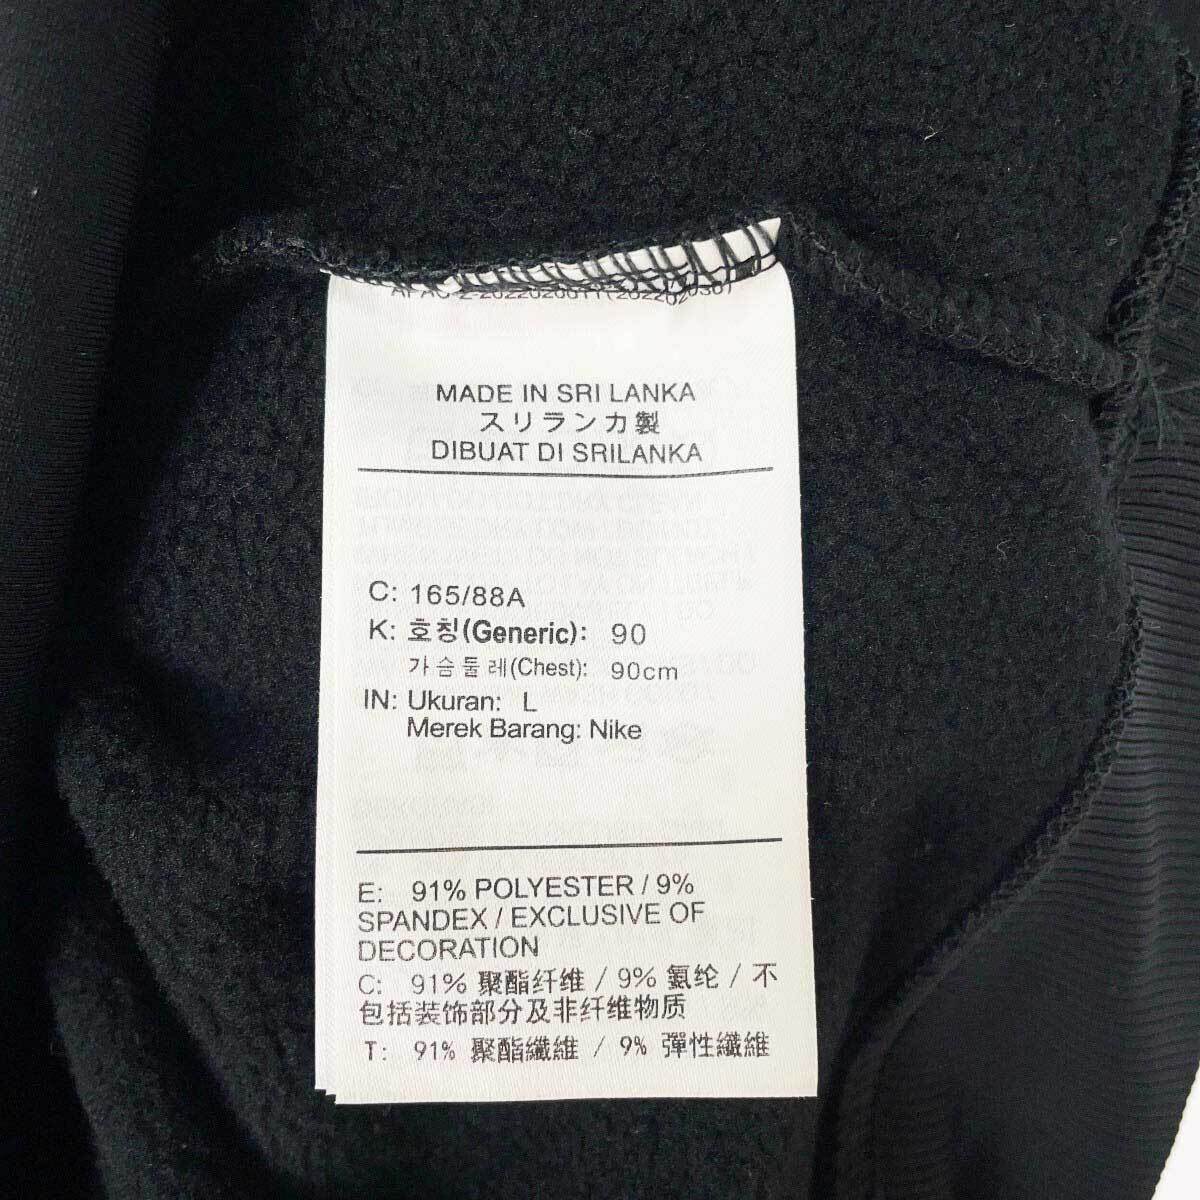 MADE IN SRI LANKA
スリランカ製
DIBUAT DI SRILANKA
C: 165/88A
K: 호칭(Generic): 90
가슴둘레(Chest): 90cm
IN: Ukuran: L
Merek Barang: Nike
E: 91% POLYESTER / 9%
SPANDEX / EXCLUSIVE OF
DECORATION
C: 91% 聚酯纤维 / 9% 氨纶 / 不
包括装饰部分及非纤维物质
T: 91% 聚酯纖維 / 9% 彈性纖維